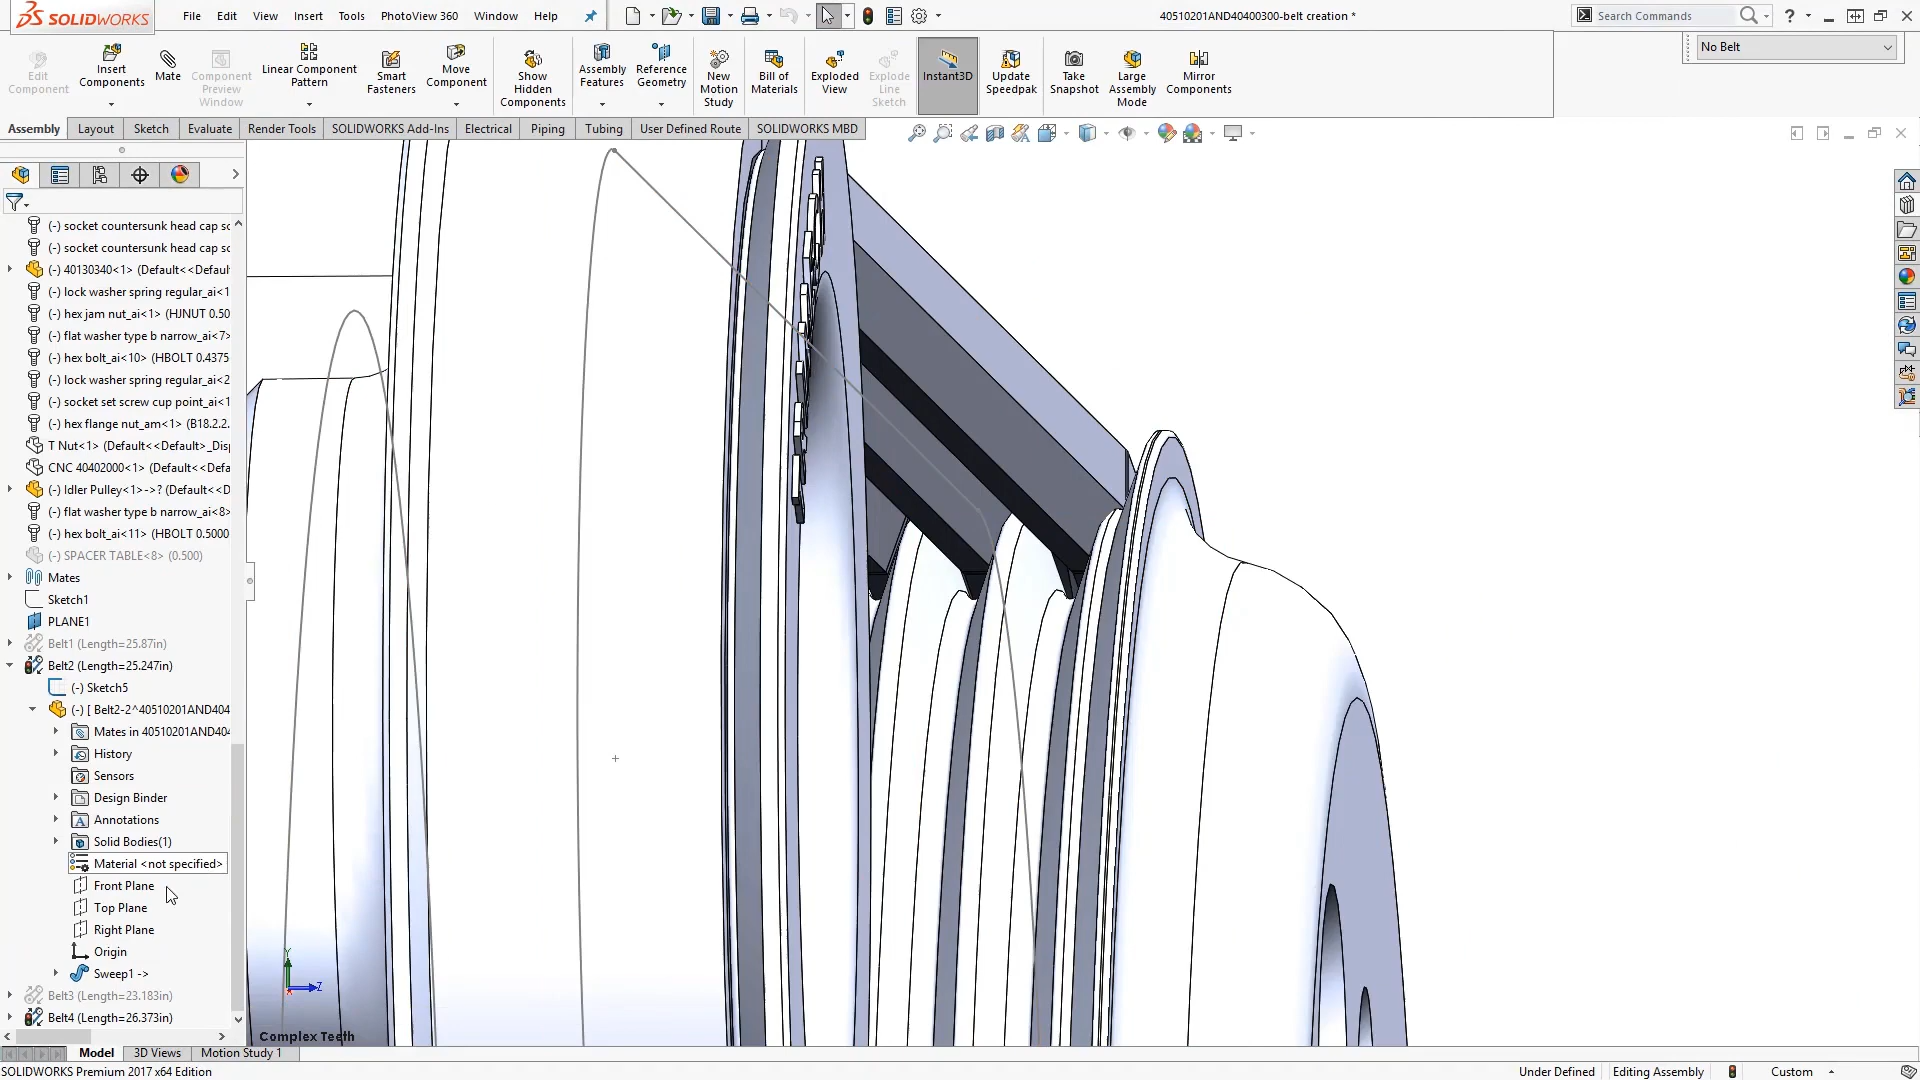 SOLIDWORKS
File Edit View Insert Tools PhotoView 360 Window Help
40510201AND40400300-belt creation *
Search Commands
No Belt
Edit Component
Insert Components
Mate
Component Preview Window
Linear Component Pattern
Smart Fasteners
Move Component
Show Hidden Components
Assembly Features
Reference Geometry
New Motion Study
Bill of Materials
Exploded View
Explode Line Sketch
Instant3D
Update Speedpak
Take Snapshot
Large Assembly Mode
Mirror Components
Assembly Layout Sketch Evaluate Render Tools SOLIDWORKS Add-Ins Electrical Piping Tubing User Defined Route SOLIDWORKS MBD
(-) socket countersunk head cap sc
(-) socket countersunk head cap sc
(-) 40130340<1> (Default<<Defaul
(-) lock washer spring regular_ai<1
(-) hex jam nut_ai<1> (HJNUT 0.50
(-) flat washer type b narrow_ai<7>
(-) hex bolt_ai<10> (HBOLT 0.4375
(-) lock washer spring regular_ai<2
(-) socket set screw cup point_ai<1
(-) hex flange nut_am<1> (B18.2.2.
T Nut<1> (Default<<Default>_Dis
CNC 40402000<1> (Default<<Defa
(-) Idler Pulley<1>->? (Default<<D
(-) flat washer type b narrow_ai<8>
(-) hex bolt_ai<11> (HBOLT 0.5000
(-) SPACER TABLE<8> (0.500)
Mates
Sketch1
PLANE1
Belt1 (Length=25.87in)
Belt2 (Length=25.247in)
(-) Sketch5
(-) [ Belt2-2^40510201AND404
Mates in 40510201AND404
History
Sensors
Design Binder
Annotations
Solid Bodies(1)
Material <not specified>
Front Plane
Top Plane
Right Plane
Origin
Sweep1 ->
Belt3 (Length=23.183in)
Belt4 (Length=26.373in)
Y
X
Z
Complex Teeth
Model 3D Views Motion Study 1
SOLIDWORKS Premium 2017 x64 Edition
Under Defined Editing Assembly Custom